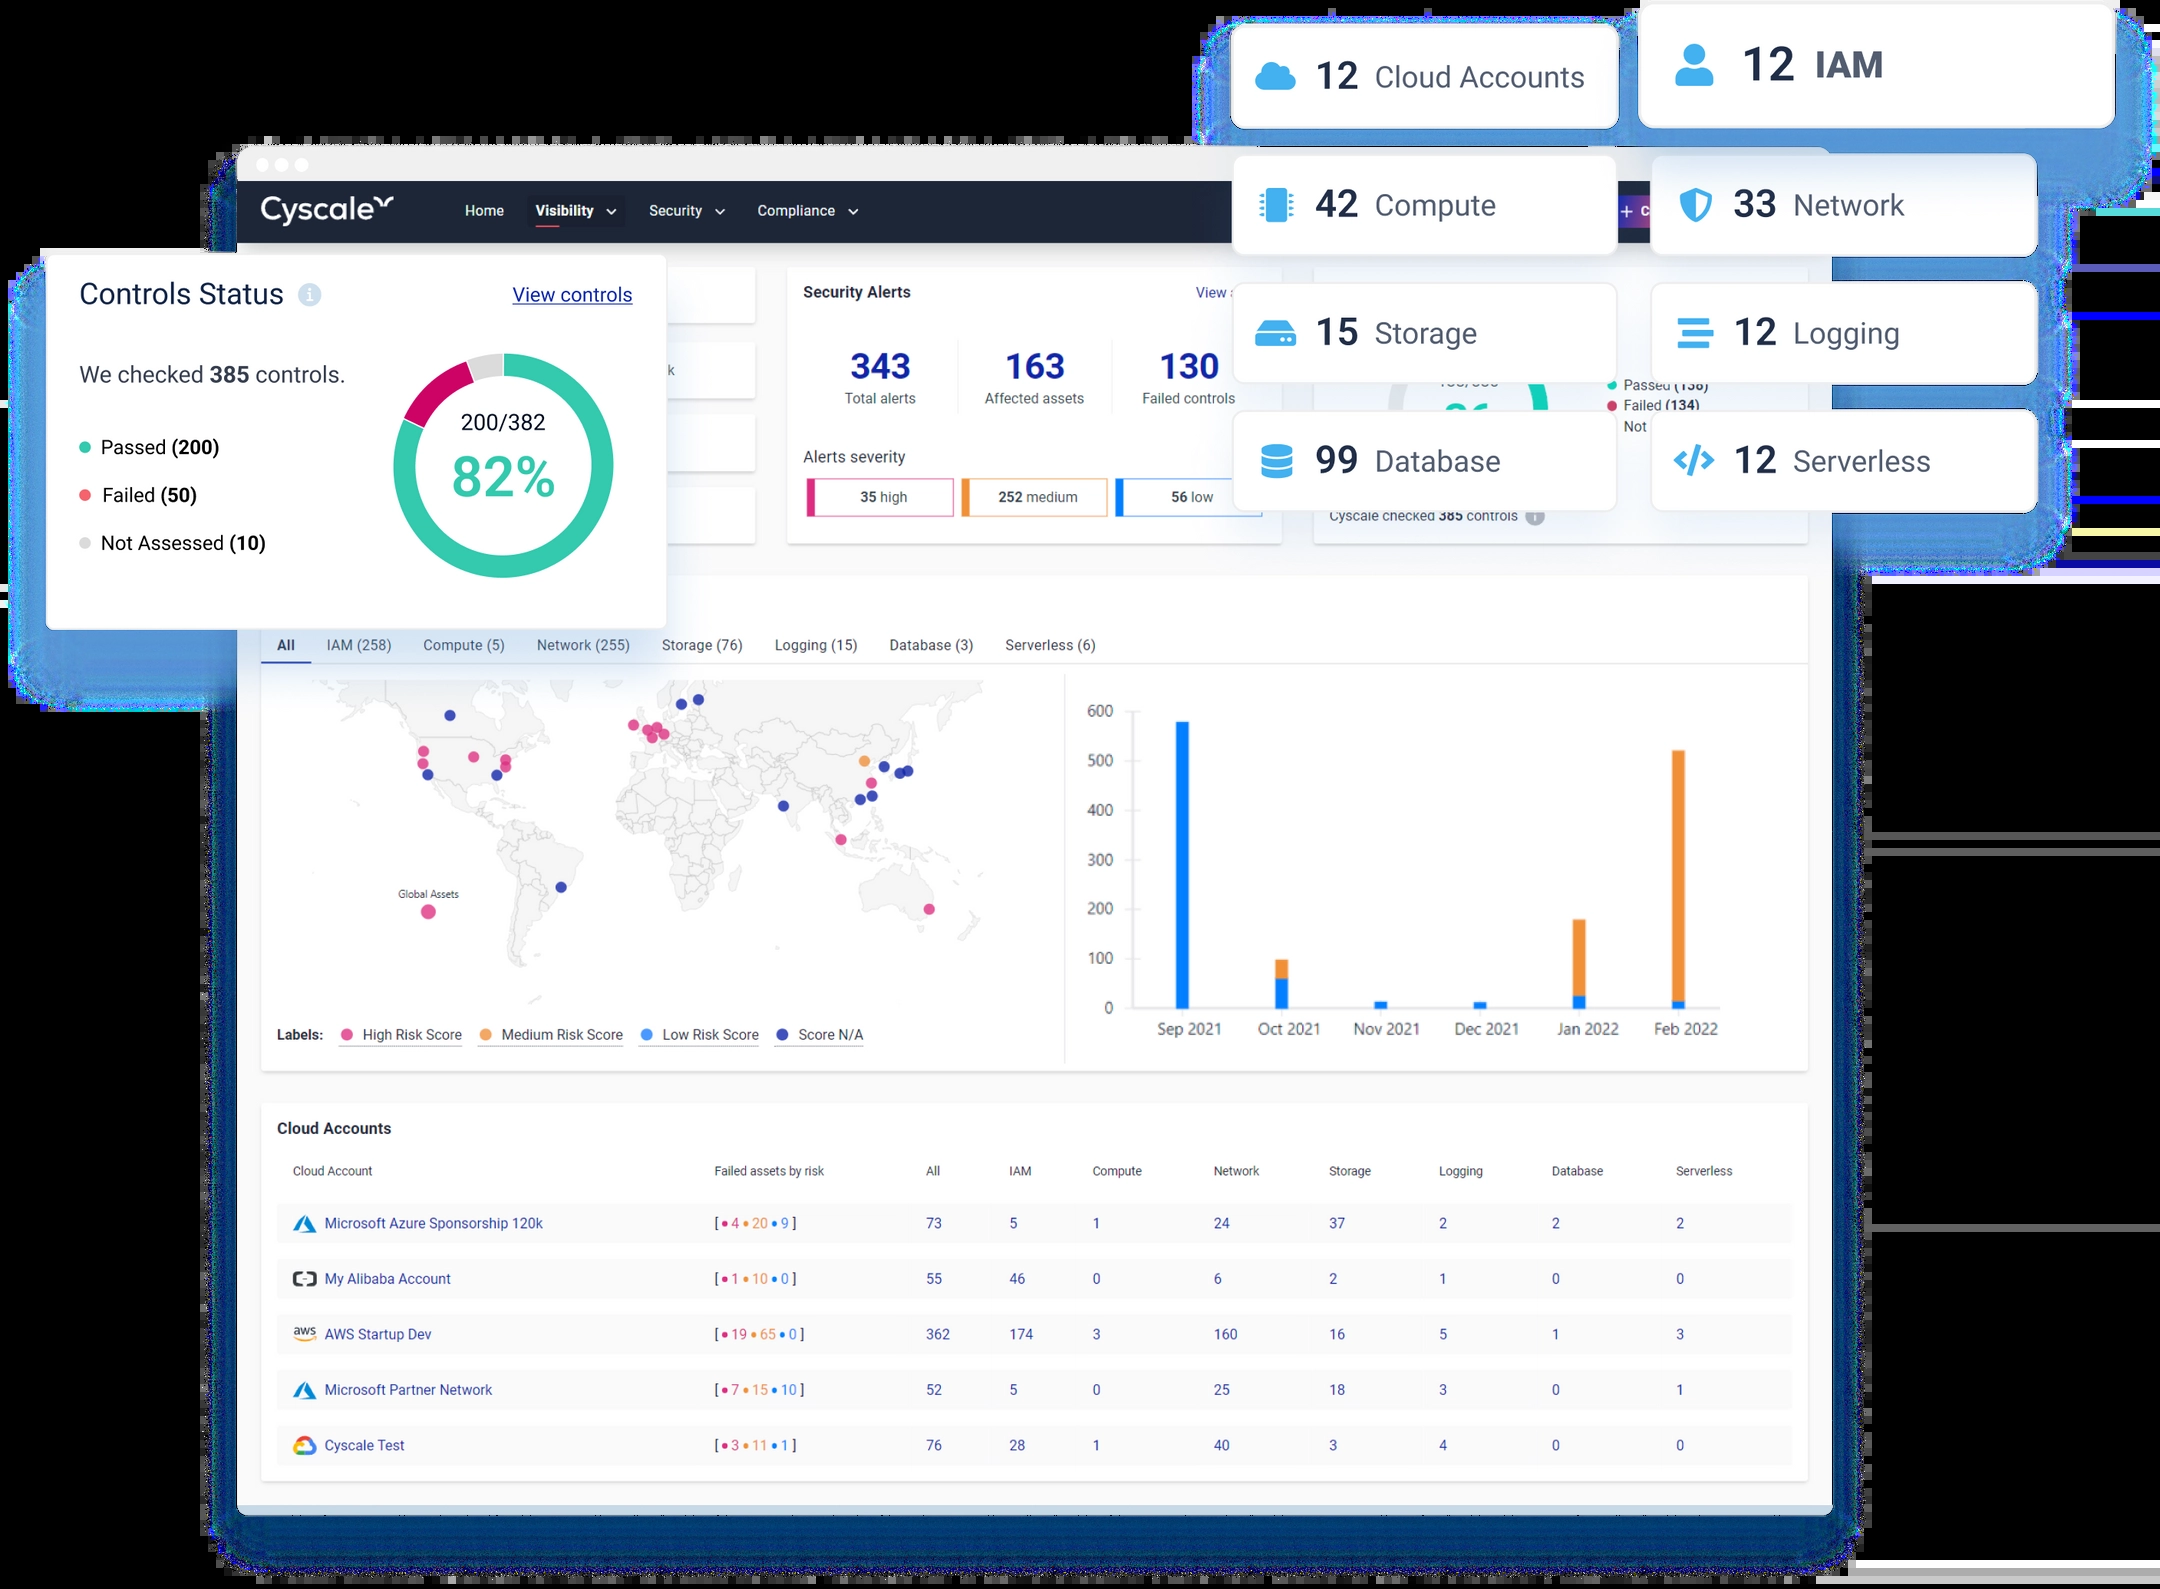 12 Cloud Accounts
12 IAM
Cyscale
Home
Visibility
Security
Compliance
+ C
42 Compute
33 Network
Controls Status
View controls
We checked 385 controls.
200/382
82%
Passed (200)
Failed (50)
Not Assessed (10)
k
Security Alerts
View
343
Total alerts
163
Affected assets
130
Failed controls
Alerts severity
35 high
252 medium
56 low
15 Storage
12 Logging
Passed (138)
Failed (134)
Not
99 Database
12 Serverless
Cyscale checked 385 controls
All
IAM (258)
Compute (5)
Network (255)
Storage (76)
Logging (15)
Database (3)
Serverless (6)
Global Assets
Labels:
High Risk Score
Medium Risk Score
Low Risk Score
Score N/A
600
500
400
300
200
100
0
Sep 2021
Oct 2021
Nov 2021
Dec 2021
Jan 2022
Feb 2022
Cloud Accounts
Cloud Account Failed assets by risk All IAM Compute Network Storage Logging Database Serverless
Microsoft Azure Sponsorship 120k [ • 4 • 20 • 9 ] 73 5 1 24 37 2 2 2
My Alibaba Account [ • 1 • 10 • 0 ] 55 46 0 6 2 1 0 0
aws AWS Startup Dev [ • 19 • 65 • 0 ] 362 174 3 160 16 5 1 3
Microsoft Partner Network [ • 7 • 15 • 10 ] 52 5 0 25 18 3 0 1
Cyscale Test [ • 3 • 11 • 1 ] 76 28 1 40 3 4 0 0